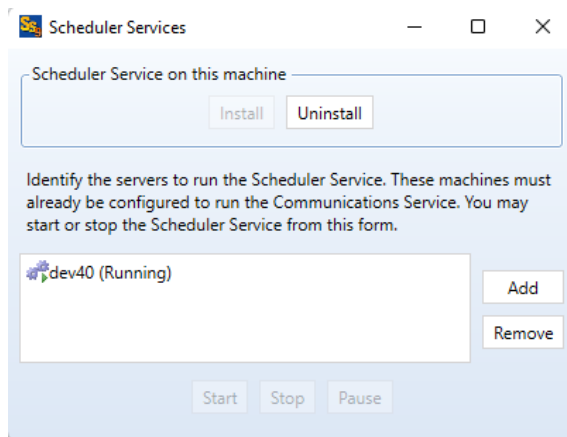 Scheduler Services
Scheduler Service on this machine
Install Uninstall
Identify the servers to run the Scheduler Service. These machines must
already be configured to run the Communications Service. You may
start or stop the Scheduler Service from this form.
dev40 (Running)
Add
Remove
Start Stop Pause